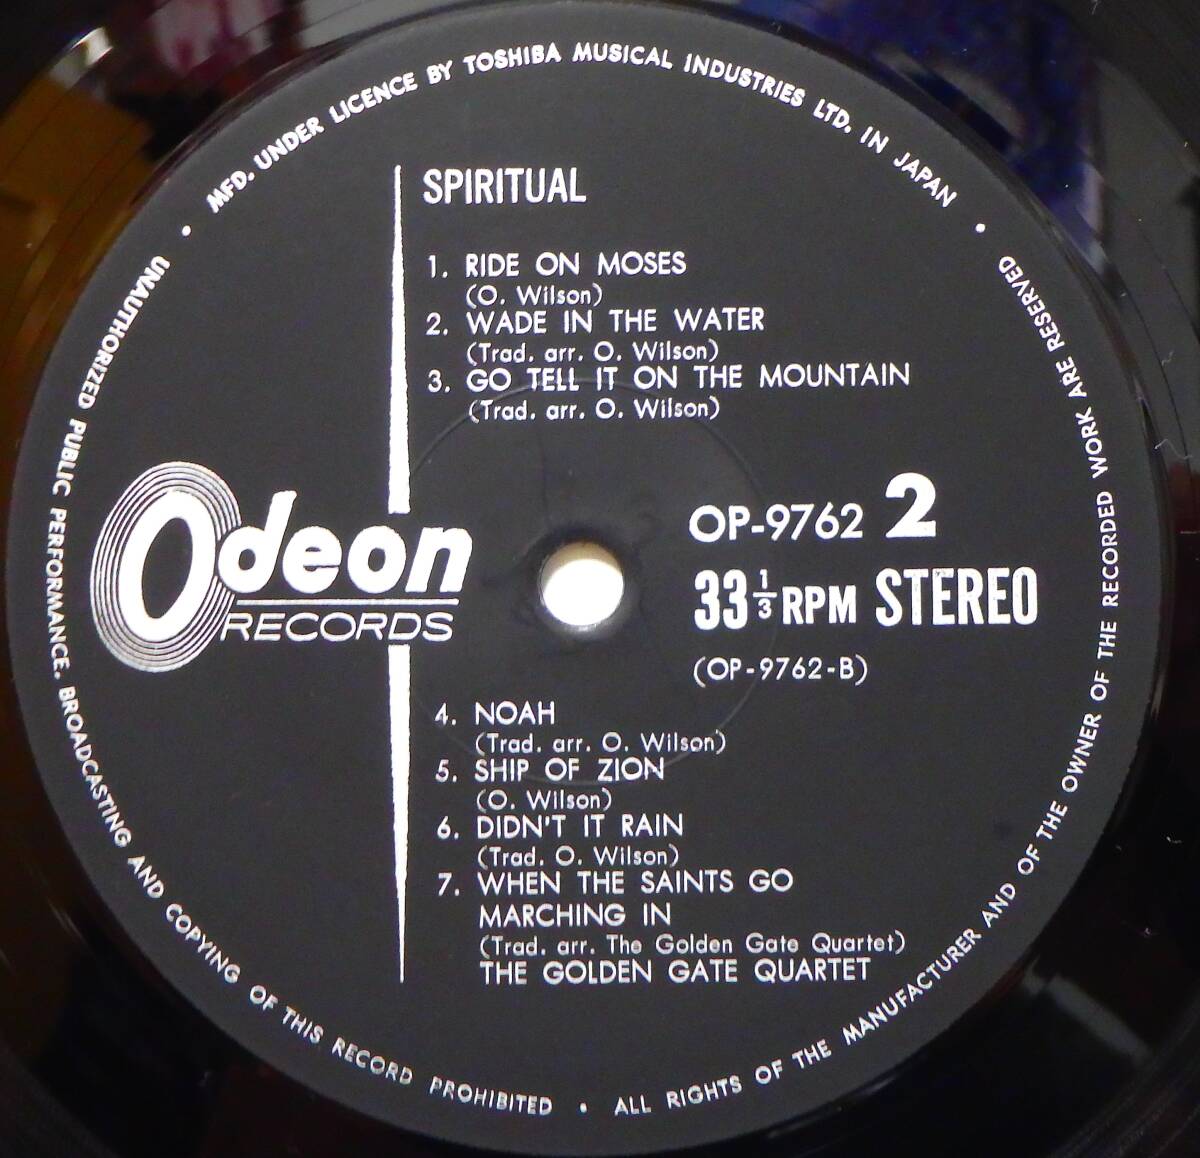 MFD. UNDER LICENCE BY TOSHIBA MUSICAL INDUSTRIES LTD. IN JAPAN •
SPIRITUAL
1. RIDE ON MOSES
(O. Wilson)
2. WADE IN THE WATER
(Trad. arr. O. Wilson)
3. GO TELL IT ON THE MOUNTAIN
(Trad. arr. O. Wilson)
Odeon
RECORDS
OP-9762 2
33 1/3 RPM STEREO
(OP-9762-B)
4. NOAH
(Trad. arr. O. Wilson)
5. SHIP OF ZION
(O. Wilson)
6. DIDN'T IT RAIN
(Trad. O. Wilson)
7. WHEN THE SAINTS GO
MARCHING IN
(Trad. arr. The Golden Gate Quartet)
THE GOLDEN GATE QUARTET
• UNAUTHORIZED PUBLIC PERFORMANCE. BROADCASTING AND COPYING OF THIS RECORD PROHIBITED • ALL RIGHTS OF THE MANUFACTURER AND OF THE OWNER OF THE RECORDED WORK ARE RESERVED